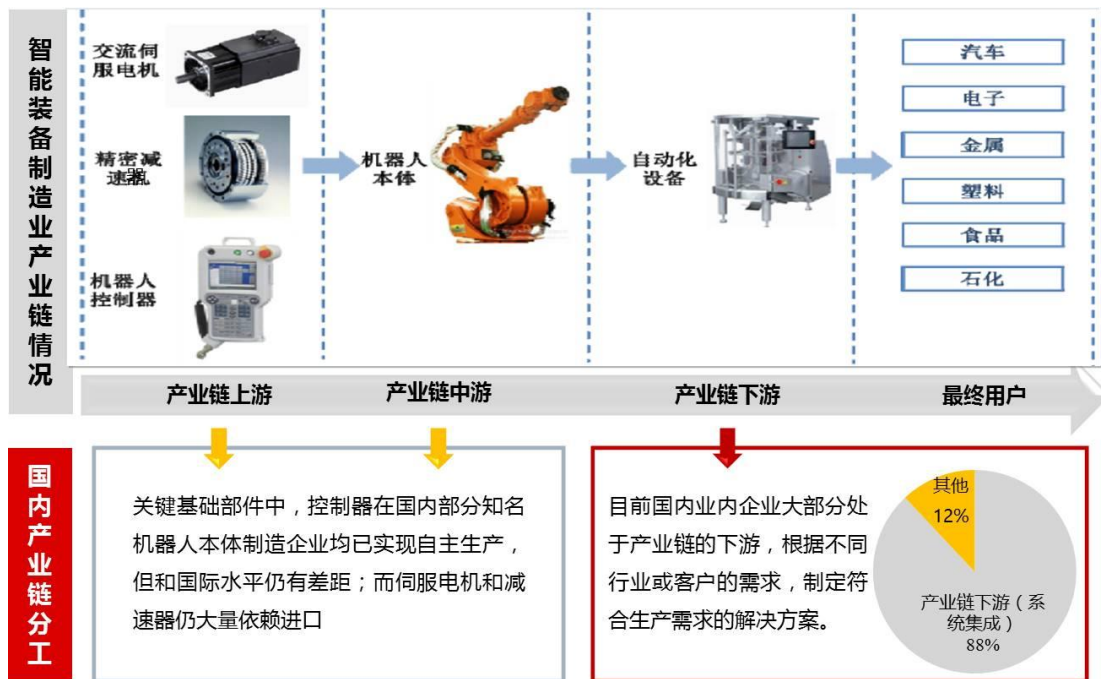 智能装备制造业产业链情况
交流伺
服电机
精密减
速器
机器人
控制器
机器人
本体
自动化
设备
汽车
电子
金属
塑料
食品
石化
产业链上游
产业链中游
产业链下游
最终用户
国内产业链分工
关键基础部件中，控制器在国内部分知名
机器人本体制造企业均已实现自主生产，
但和国际水平仍有差距；而伺服电机和减
速器仍大量依赖进口
目前国内业内企业大部分处
于产业链的下游，根据不同
行业或客户的需求，制定符
合生产需求的解决方案。
其他
12%
产业链下游（系
统集成）
88%